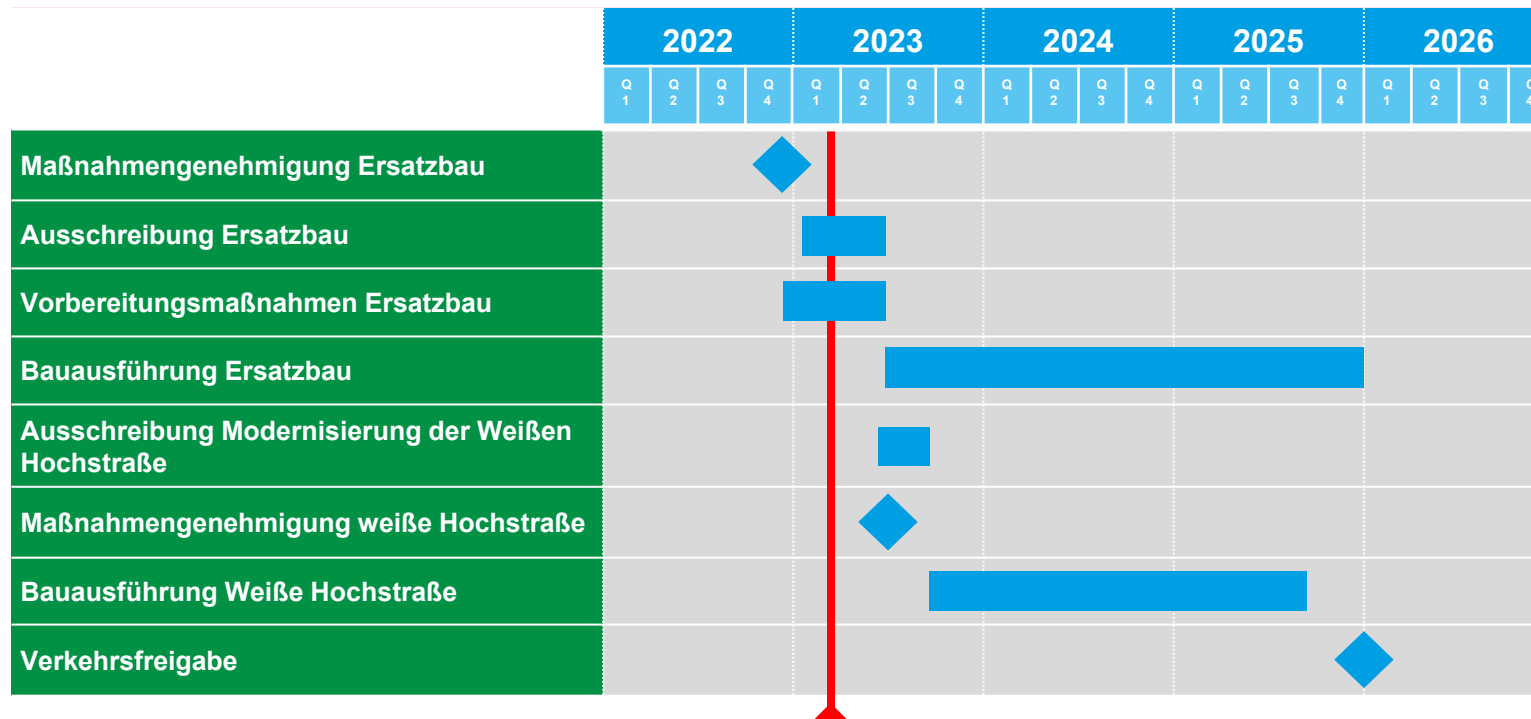 2022 2023 2024 2025 2026
Q 1 Q 2 Q 3 Q 4 Q 1 Q 2 Q 3 Q 4 Q 1 Q 2 Q 3 Q 4 Q 1 Q 2 Q 3 Q 4 Q 1 Q 2 Q 3 Q 4
Maßnahmengenehmigung Ersatzbau
Ausschreibung Ersatzbau
Vorbereitungsmaßnahmen Ersatzbau
Bauausführung Ersatzbau
Ausschreibung Modernisierung der Weißen
Hochstraße
Maßnahmengenehmigung weiße Hochstraße
Bauausführung Weiße Hochstraße
Verkehrsfreigabe